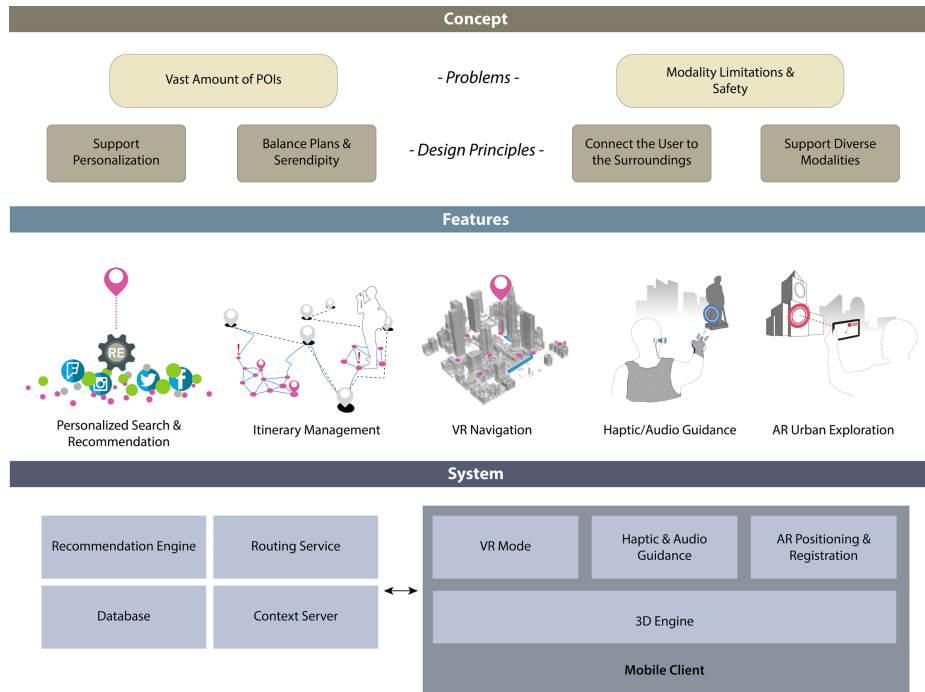 Concept
Vast Amount of POIs
- Problems -
Modality Limitations &
Safety
Support
Personalization
Balance Plans &
Serendipity
- Design Principles -
Connect the User to
the Surroundings
Support Diverse
Modalities
Features
RE
Personalized Search &
Recommendation
Itinerary Management
VR Navigation
Haptic/Audio Guidance
AR Urban Exploration
System
Recommendation Engine
Routing Service
Database
Context Server
VR Mode
Haptic & Audio
Guidance
AR Positioning &
Registration
3D Engine
Mobile Client